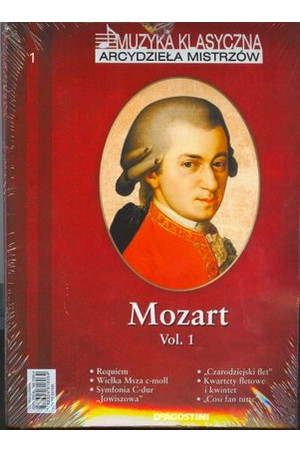 MUZYKA KLASYCZNA
ARCYDZIEŁA MISTRZÓW
1
Mozart
Vol. 1
• Requiem
• Wielka Msza c-moll
• Symfonia C-dur
„Jowiszowa”
• „Czarodziejski flet”
• Kwartety fletowe
i kwintet
• „Cosi fan tutte”
DeAGOSTINI